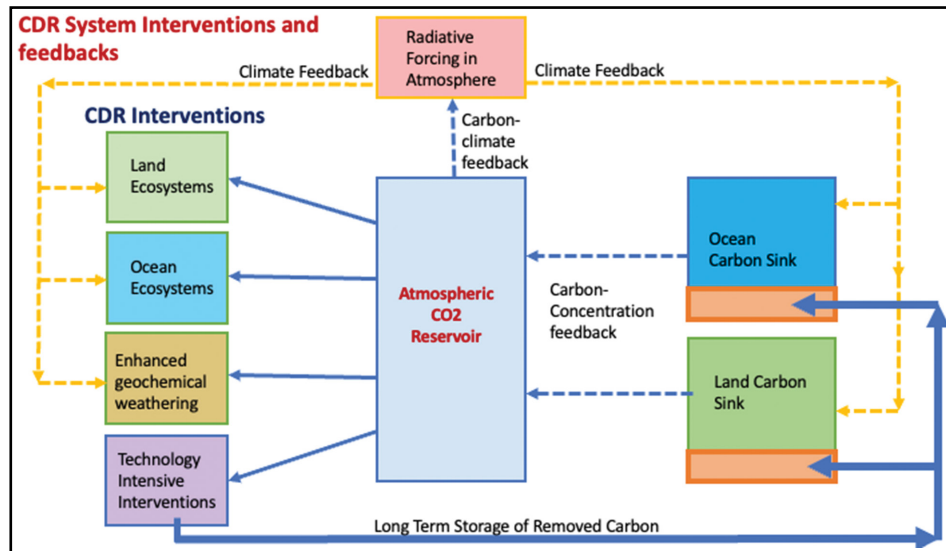 CDR System Interventions and
feedbacks
Radiative
Forcing in
Atmosphere
Climate Feedback
Climate Feedback
CDR Interventions
Carbon-
climate
feedback
Land
Ecosystems
Ocean
Ecosystems
Enhanced
geochemical
weathering
Technology
Intensive
Interventions
Atmospheric
CO2
Reservoir
Carbon-
Concentration
feedback
Ocean
Carbon Sink
Land Carbon
Sink
Long Term Storage of Removed Carbon